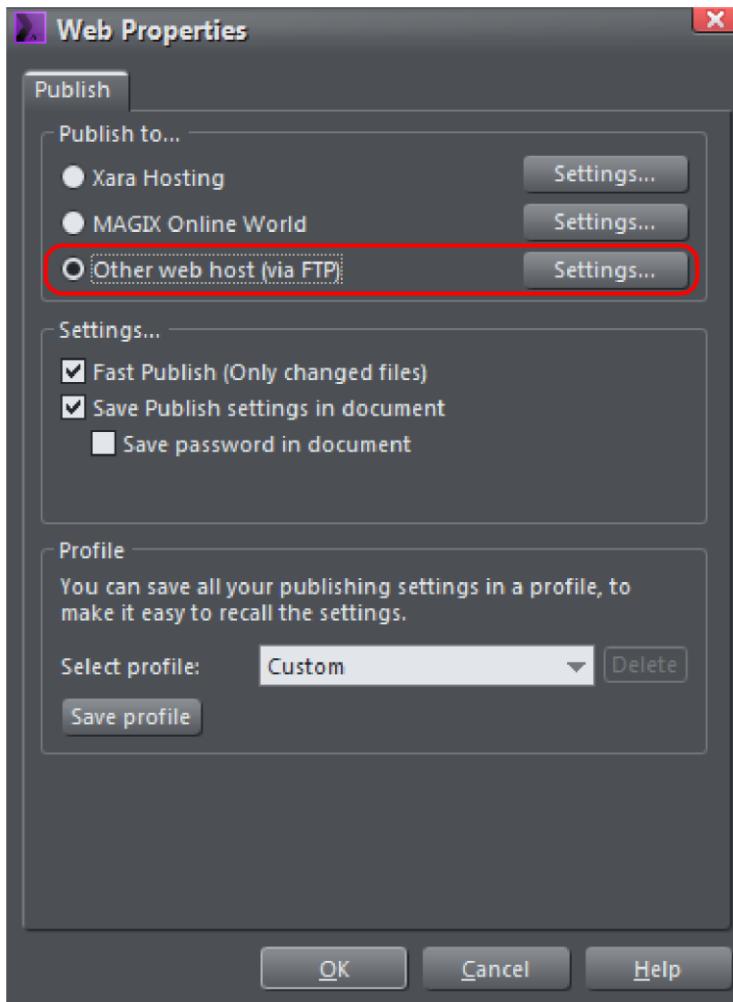 Web Properties
Publish
Publish to...
Xara Hosting Settings...
MAGIX Online World Settings...
Other web host (via FTP) Settings...
Settings...
Fast Publish (Only changed files)
Save Publish settings in document
Save password in document
Profile
You can save all your publishing settings in a profile, to
make it easy to recall the settings.
Select profile: Custom Delete
Save profile
OK Cancel Help